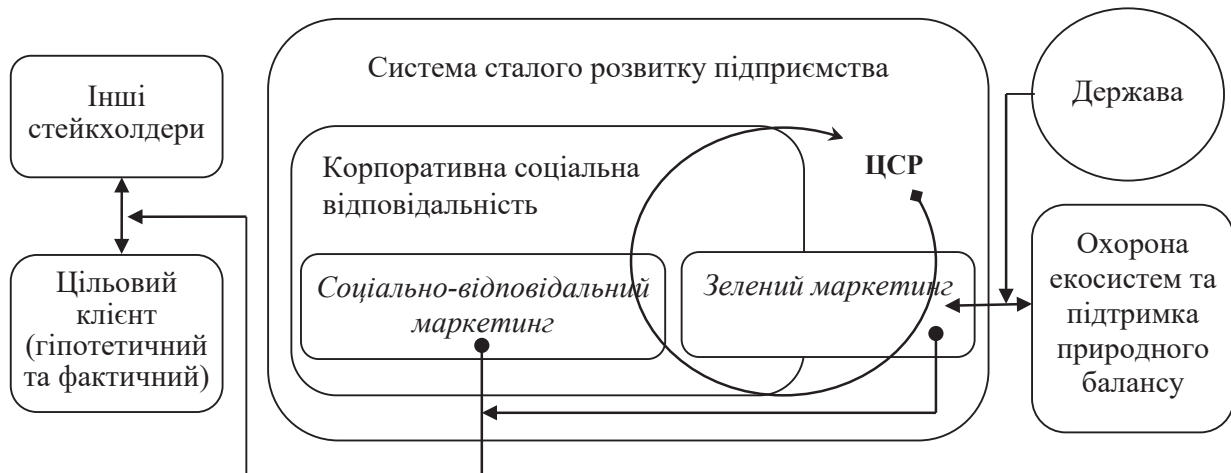 Система сталого розвитку підприємства
Інші
стейкхолдери
Держава
Корпоративна соціальна
відповідальність
ЦСР
Цільовий
клієнт
(гіпотетичний
та фактичний)
Соціально-відповідальний
маркетинг
Зелений маркетинг
Охорона
екосистем та
підтримка
природного
балансу